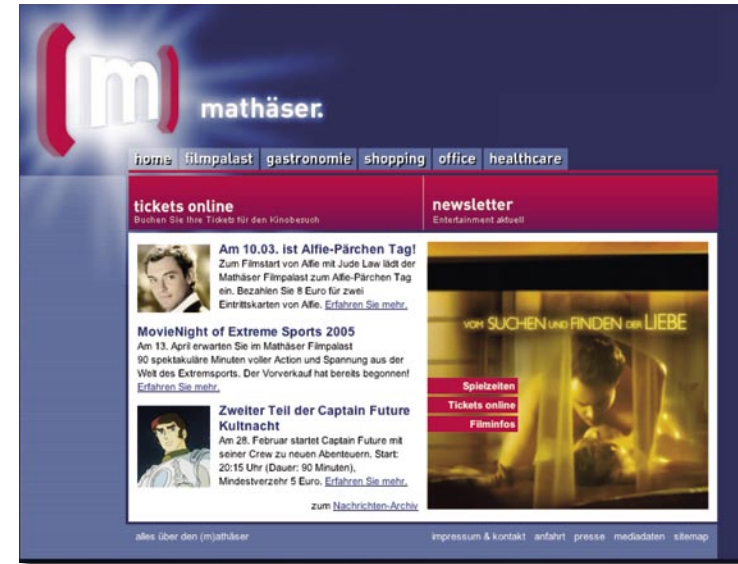 (m)
mathäser.
home filmpalast gastronomie shopping office healthcare
tickets online
Buchen Sie Ihre Tickets für den Kinobesuch
newsletter
Entertainment aktuell
Am 10.03. ist Alfie-Pärchen Tag!
Zum Filmstart von Alfie mit Jude Law lädt der
Mathäser Filmpalast zum Alfie-Pärchen Tag
ein. Bezahlen Sie 8 Euro für zwei
Eintrittskarten von Alfie. Erfahren Sie mehr.
MovieNight of Extreme Sports 2005
Am 13. April erwarten Sie im Mathäser Filmpalast
90 spektakuläre Minuten voller Action und Spannung aus der
Welt des Extremsports. Der Vorverkauf hat bereits begonnen!
Erfahren Sie mehr.
Zweiter Teil der Captain Future
Kultnacht
Am 28. Februar startet Captain Future mit
seiner Crew zu neuen Abenteuern. Start:
20:15 Uhr (Dauer: 90 Minuten),
Mindestverzehr 5 Euro. Erfahren Sie mehr.
zum Nachrichten-Archiv
VOM SUCHEN UND FINDEN DER LIEBE
Spielzeiten
Tickets online
Filminfos
alles über den (m)athäser
impressum & kontakt anfahrt presse mediadaten sitemap